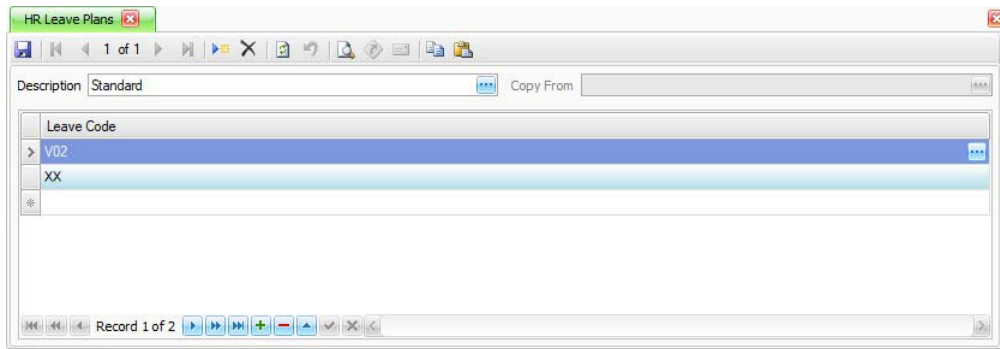 HR Leave Plans
1 of 1
Description Standard Copy From
Leave Code
V02
XX
Record 1 of 2